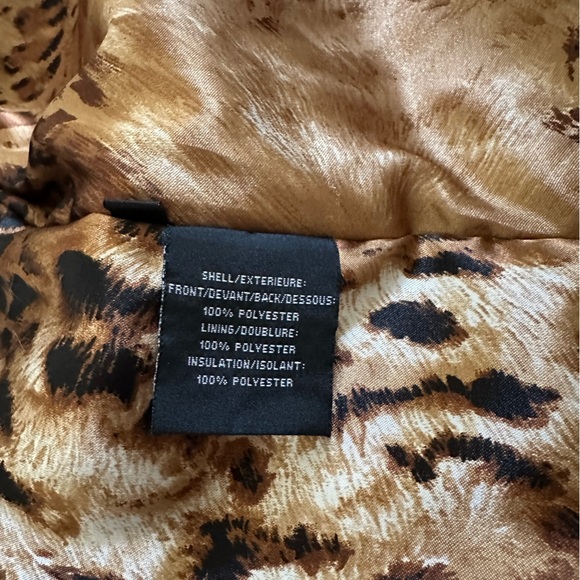 SHELL/EXTERIEURE:
FRONT/DEVANT/BACK/DESSOUS:
100% POLYESTER
LINING/DOUBLURE:
100% POLYESTER
INSULATION/ISOLANT:
100% POLYESTER